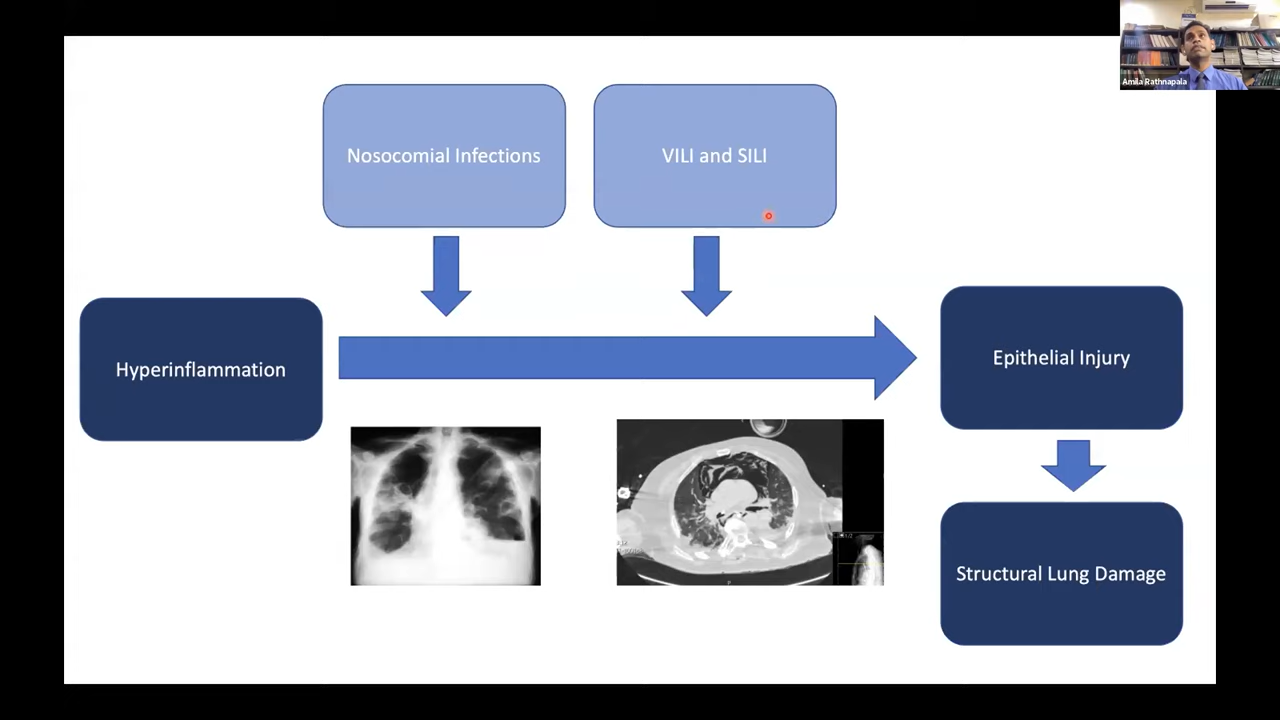 Amila Rathnapala
Nosocomial Infections
VILI and SILI
Hyperinflammation
Epithelial Injury
Structural Lung Damage